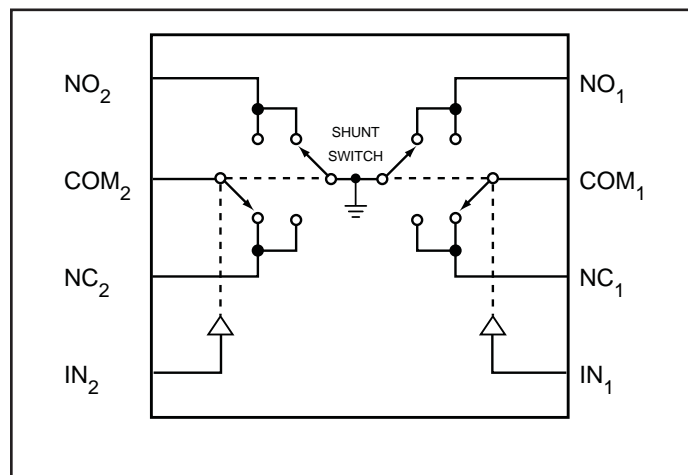 NO2 NO1
SHUNT
SWITCH
COM2 COM1
NC2 NC1
IN2 IN1